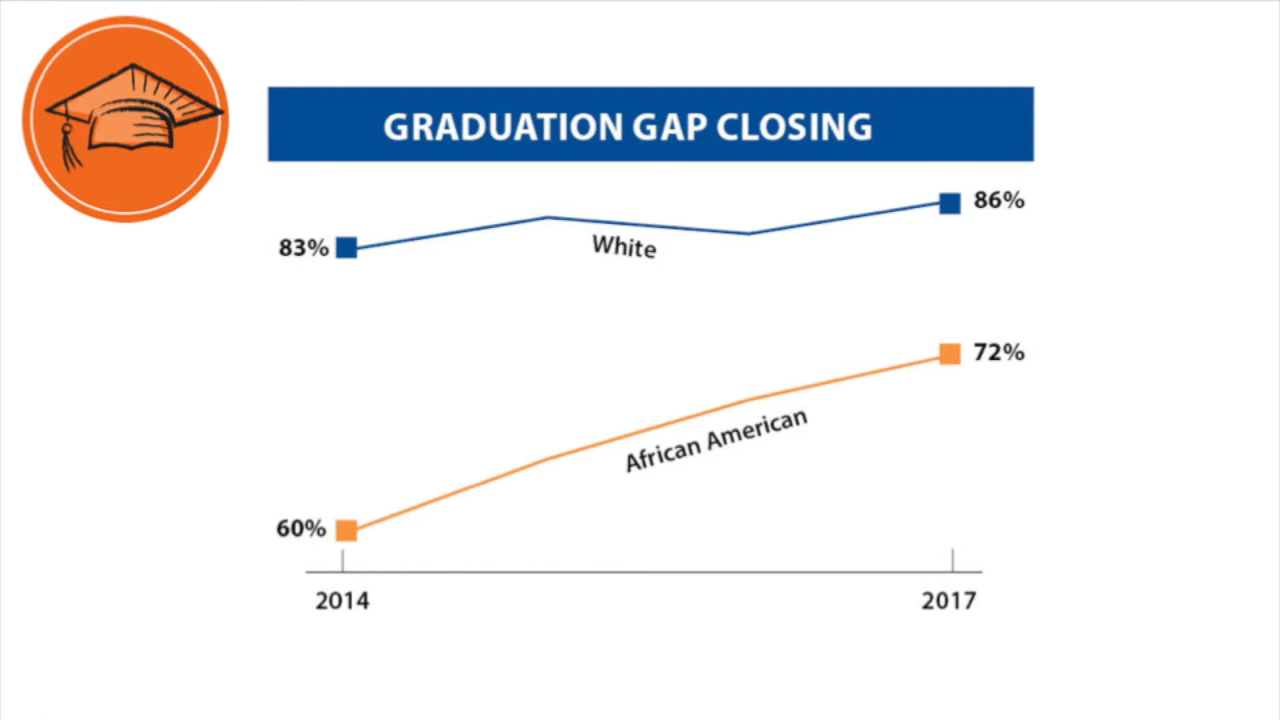 GRADUATION GAP CLOSING
86%
83%
White
72%
African American
60%
2014
2017